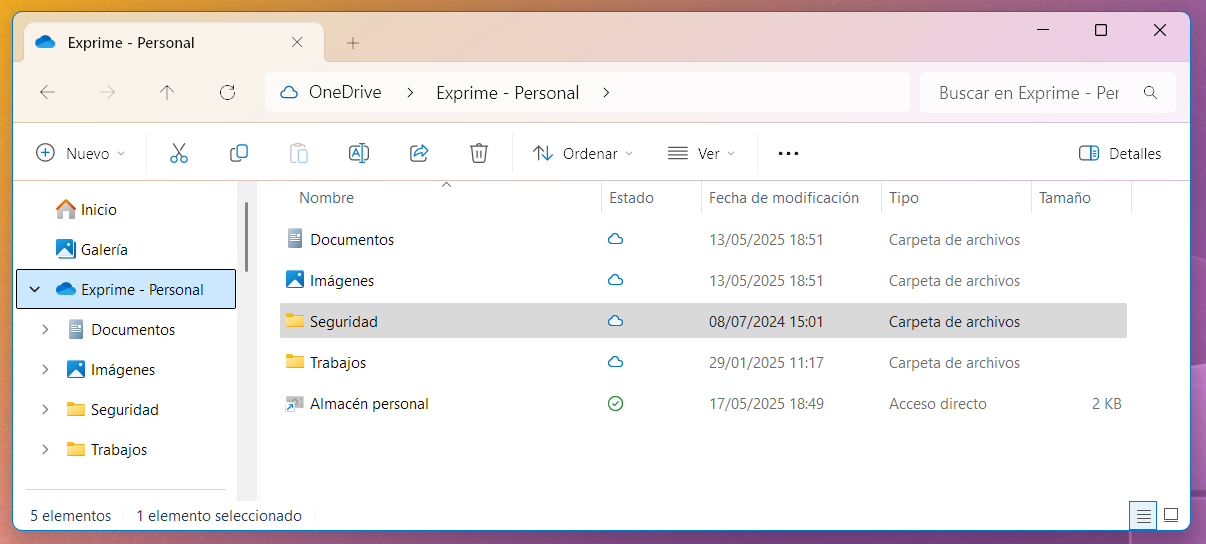 Exprime - Personal
OneDrive > Exprime - Personal >
Buscar en Exprime - Per
Nuevo
Ordenar
Ver
Detalles
Inicio
Galería
Exprime - Personal
Documentos
Imágenes
Seguridad
Trabajos
Nombre Estado Fecha de modificación Tipo Tamaño
Documentos 13/05/2025 18:51 Carpeta de archivos
Imágenes 13/05/2025 18:51 Carpeta de archivos
Seguridad 08/07/2024 15:01 Carpeta de archivos
Trabajos 29/01/2025 11:17 Carpeta de archivos
Almacén personal 17/05/2025 18:49 Acceso directo 2 KB
5 elementos 1 elemento seleccionado